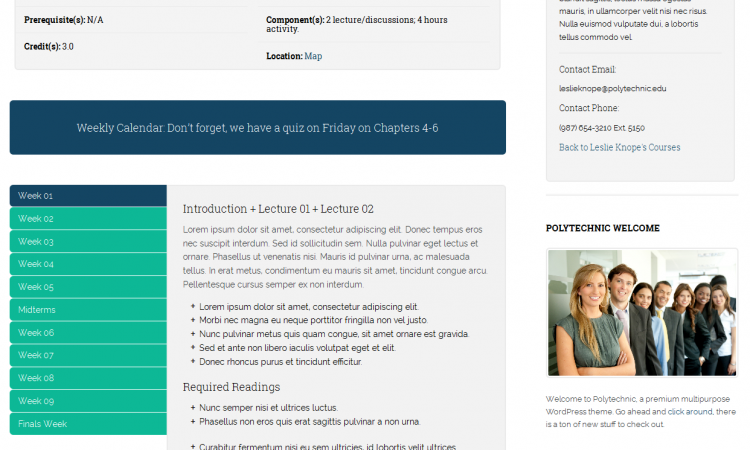 Prerequisite(s): N/A
Credit(s): 3.0
Component(s): 2 lecture/discussions; 4 hours
activity.
Location: Map
Weekly Calendar: Don't forget, we have a quiz on Friday on Chapters 4-6
Week 01
Week 02
Week 03
Week 04
Week 05
Midterms
Week 06
Week 07
Week 08
Week 09
Finals Week
Introduction + Lecture 01 + Lecture 02
Lorem ipsum dolor sit amet, consectetur adipiscing elit. Donec tempus eros
nec suscipit interdum. Sed id sollicitudin sem. Nulla pulvinar eget lectus et
ornare. Phasellus ut venenatis nisi. Mauris id pulvinar urna, ac malesuada
tellus. In erat metus, condimentum eu mauris sit amet, tincidunt congue arcu.
Pellentesque cursus semper ex non interdum.
+ Lorem ipsum dolor sit amet, consectetur adipiscing elit.
+ Morbi nec magna eu neque porttitor fringilla non vel justo.
+ Nunc pulvinar metus quis quam congue, sit amet ornare est gravida.
+ Sed et ante non libero iaculis volutpat eget et elit.
+ Donec rhoncus purus et tincidunt efficitur.
Required Readings
+ Nunc semper nisi et ultrices luctus.
+ Phasellus non eros quis erat sagittis pulvinar a non urna.
+ Curabitur fermentum nisi eu sem ultricies, id lobortis velit ultrices
mauris, in ullamcorper velit nisi nec risus.
Nulla euismod vulputate dui, a lobortis
tellus commodo vel.
Contact Email:
leslieknope@polytechnic.edu
Contact Phone:
(987) 654-3210 Ext. 5150
Back to Leslie Knope's Courses
POLYTECHNIC WELCOME
Welcome to Polytechnic, a premium multipurpose
WordPress theme. Go ahead and click around, there
is a ton of new stuff to check out.